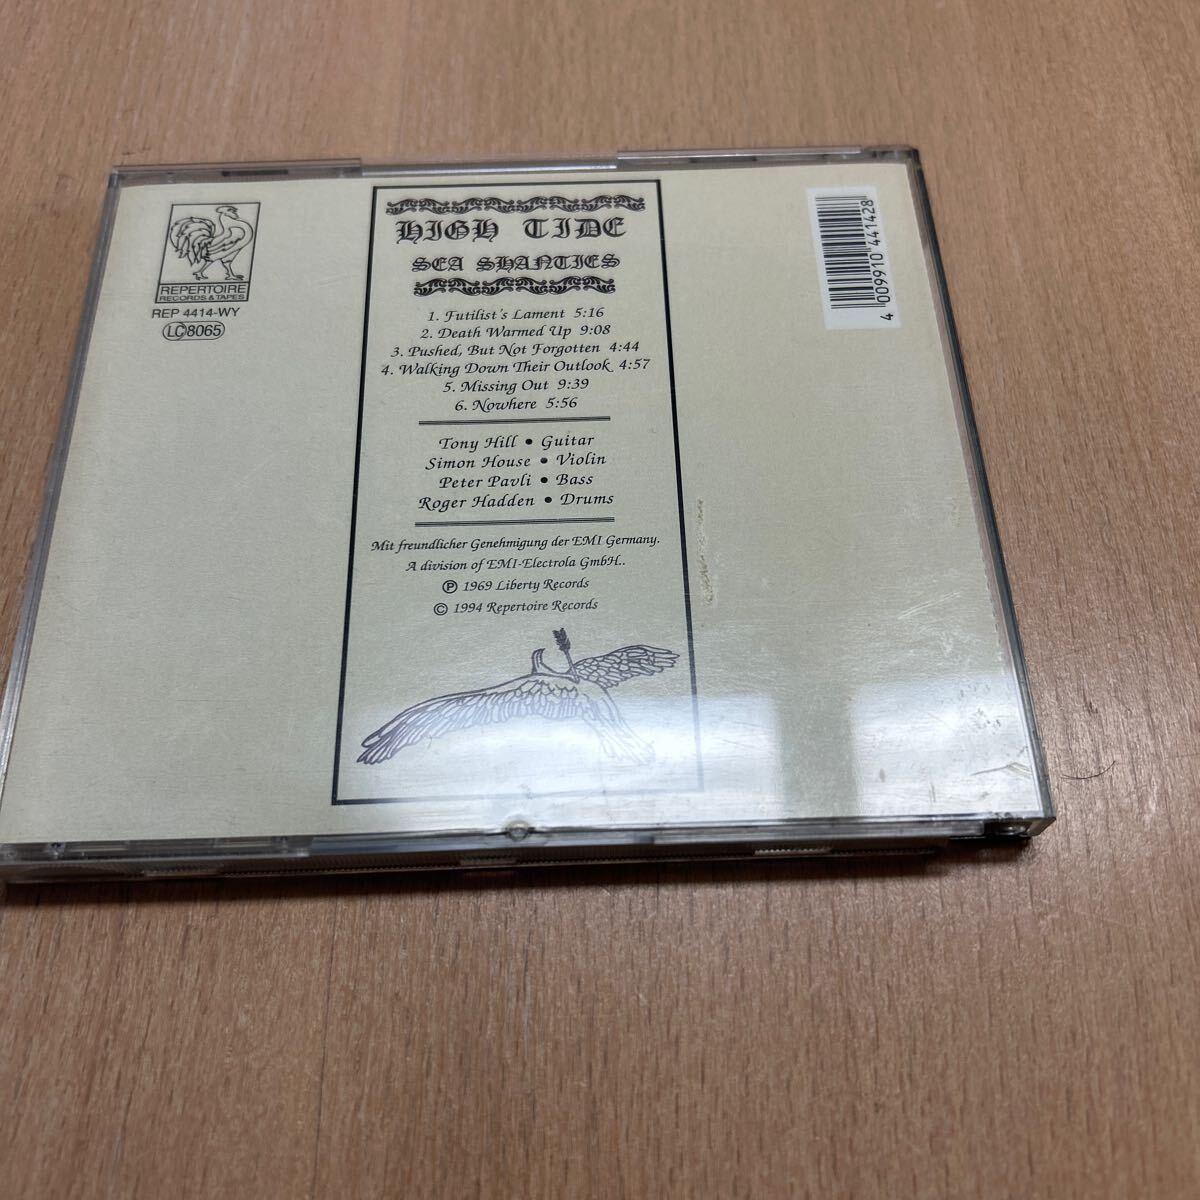 REPERTOIRE
RECORDS & TAPES
REP 4414-WY
LC 8065
HIGH TIDE
SEA SHANTIES
1. Futilist's Lament 5:16
2. Death Warmed Up 9:08
3. Pushed, But Not Forgotten 4:44
4. Walking Down Their Outlook 4:57
5. Missing Out 9:39
6. Nowhere 5:56
Tony Hill • Guitar
Simon House • Violin
Peter Pavli • Bass
Roger Hadden • Drums
Mit freundlicher Genehmigung der EMI Germany.
A division of EMI-Electrola GmbH..
Ⓟ 1969 Liberty Records
© 1994 Repertoire Records
4 009910 441428